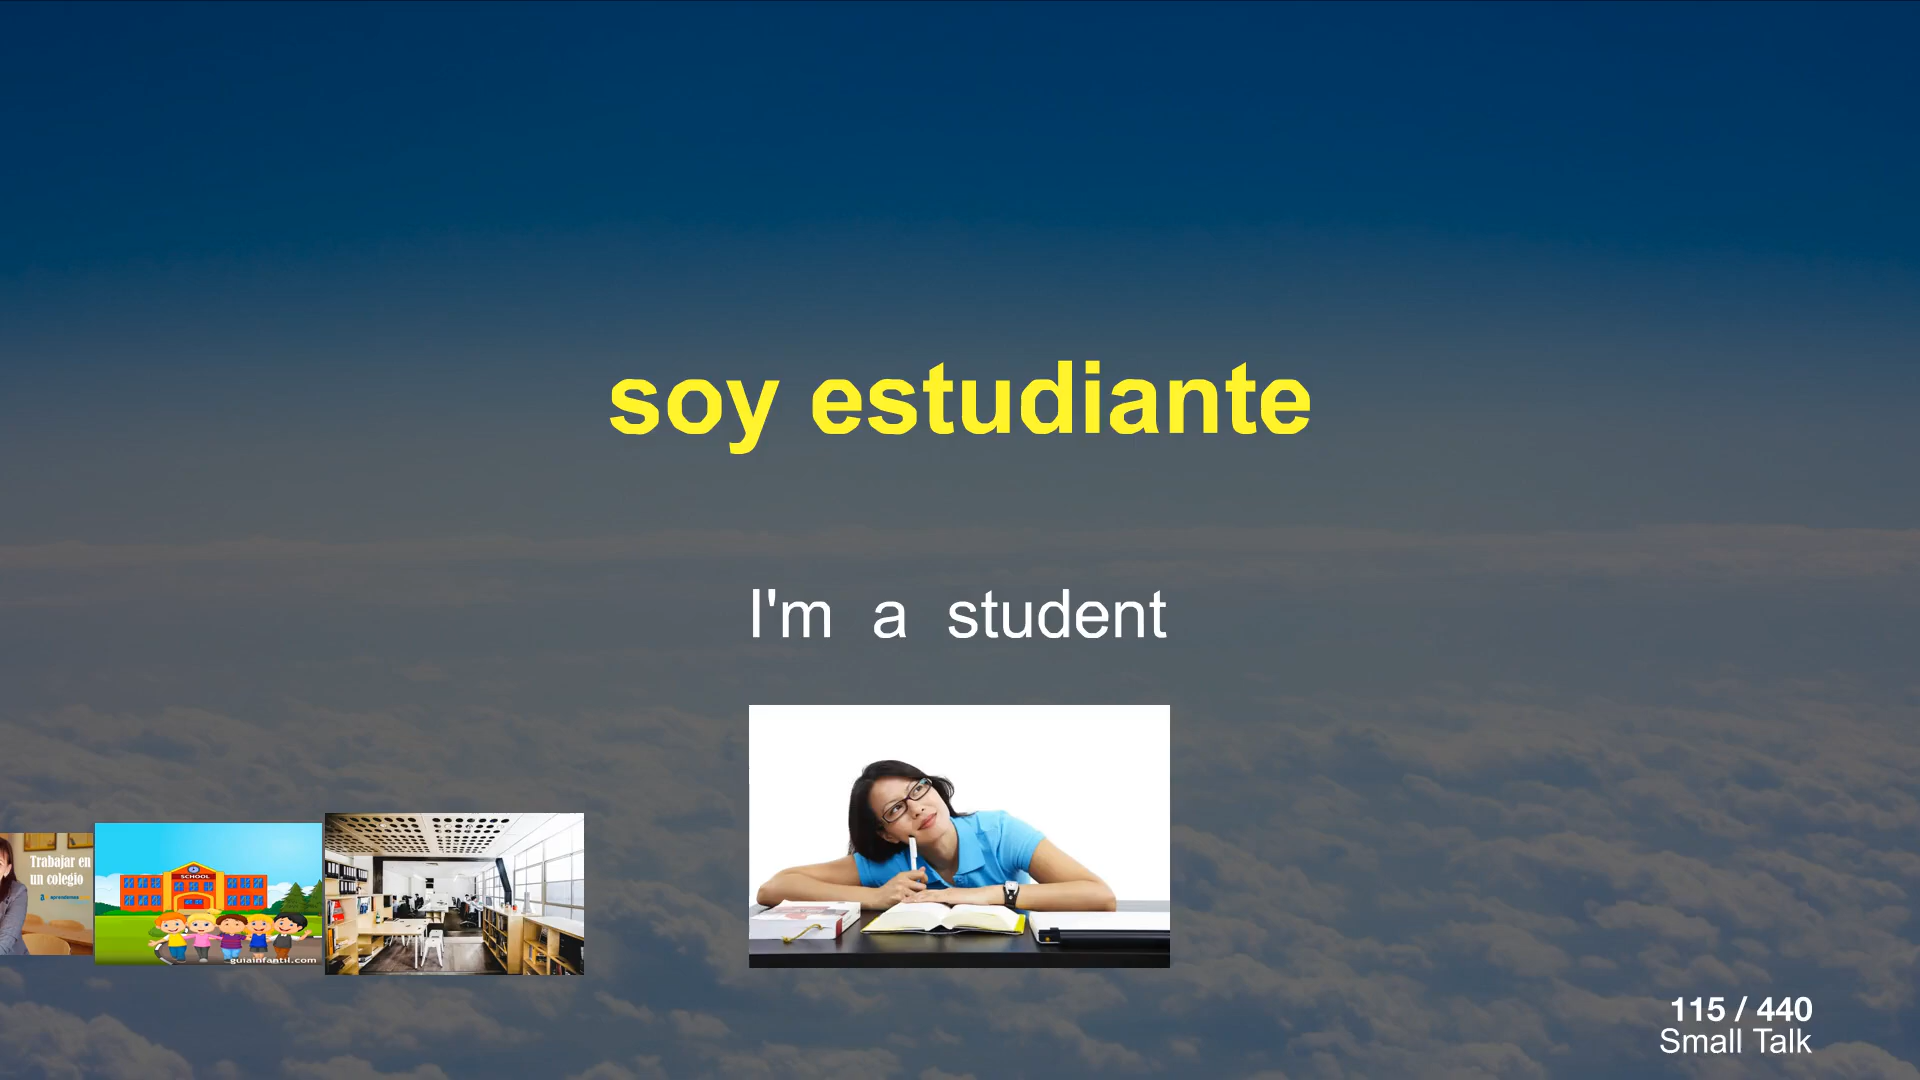 soy estudiante
I'm a student
Trabajar en
un colegio
SCHOOL
guiainfantil.com
115 / 440
Small Talk